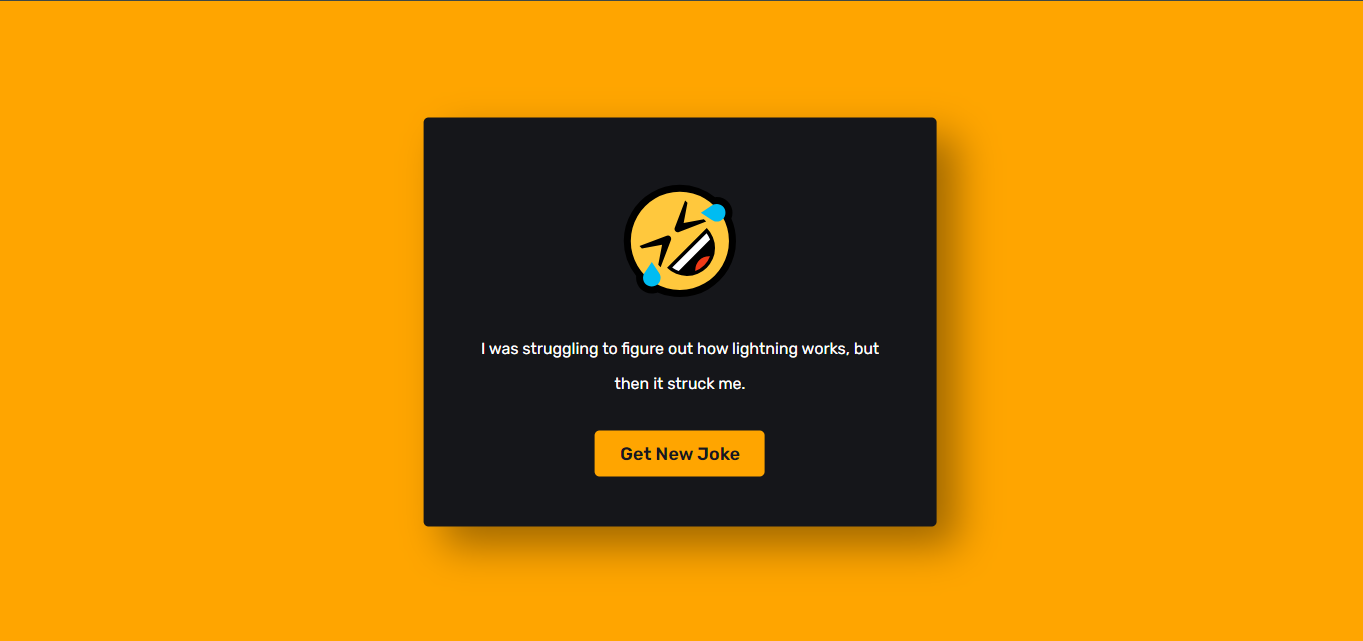 I was struggling to figure out how lightning works, but
then it struck me.
Get New Joke